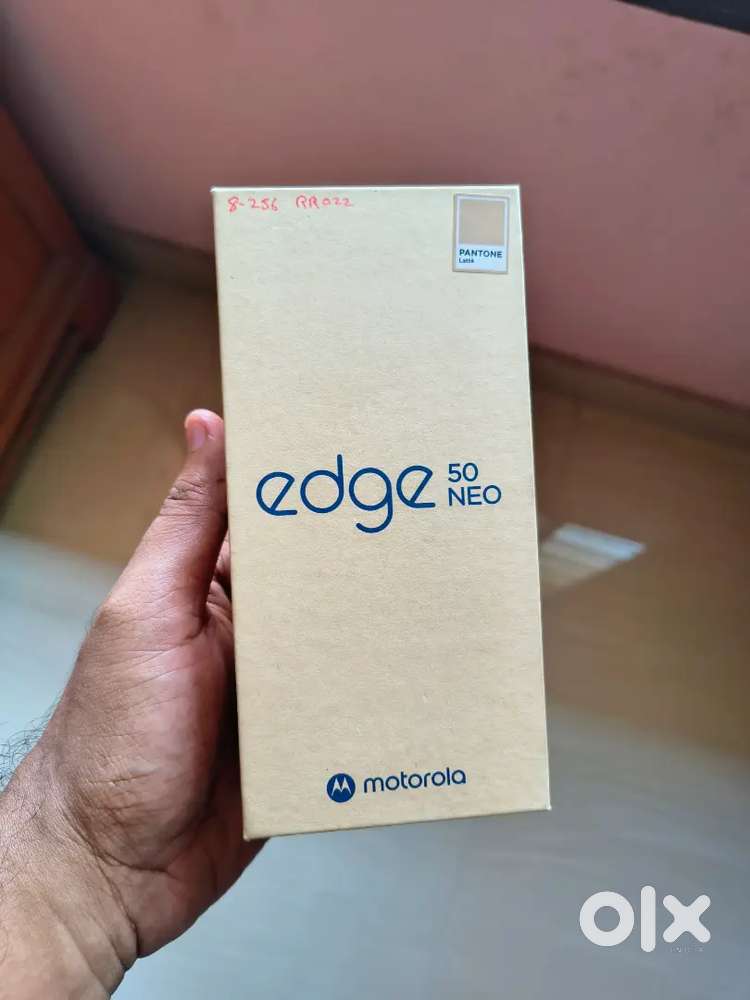 8-256 RR022
PANTONE
Latté
edge 50
NEO
motorola
olx